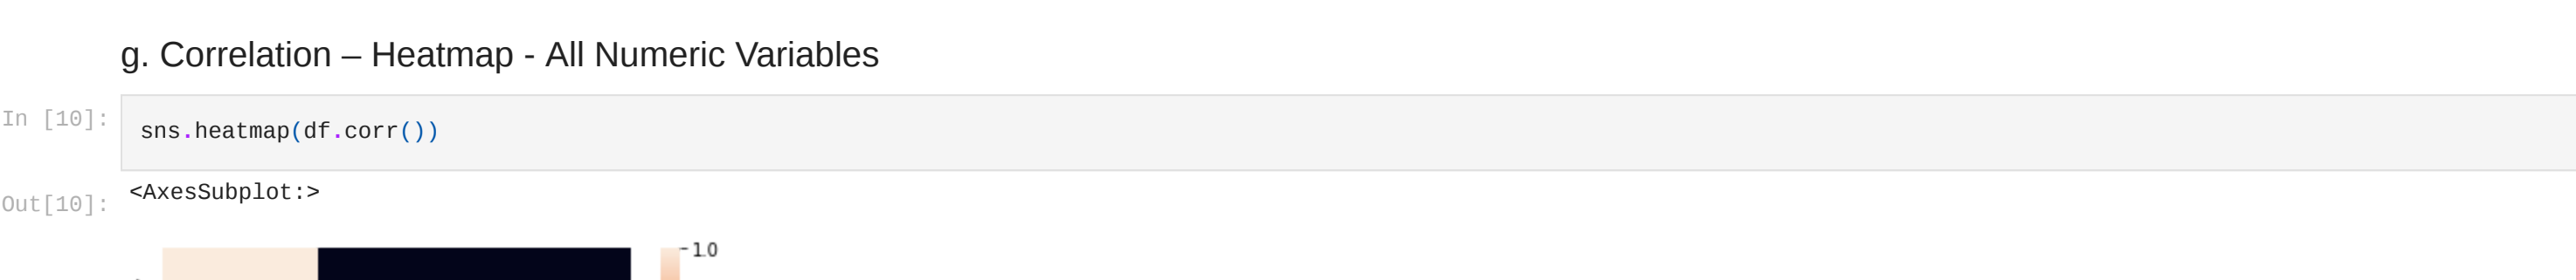 g. Correlation – Heatmap - All Numeric Variables
In [10]:
sns.heatmap(df.corr())
Out[10]:
<AxesSubplot:>
1.0